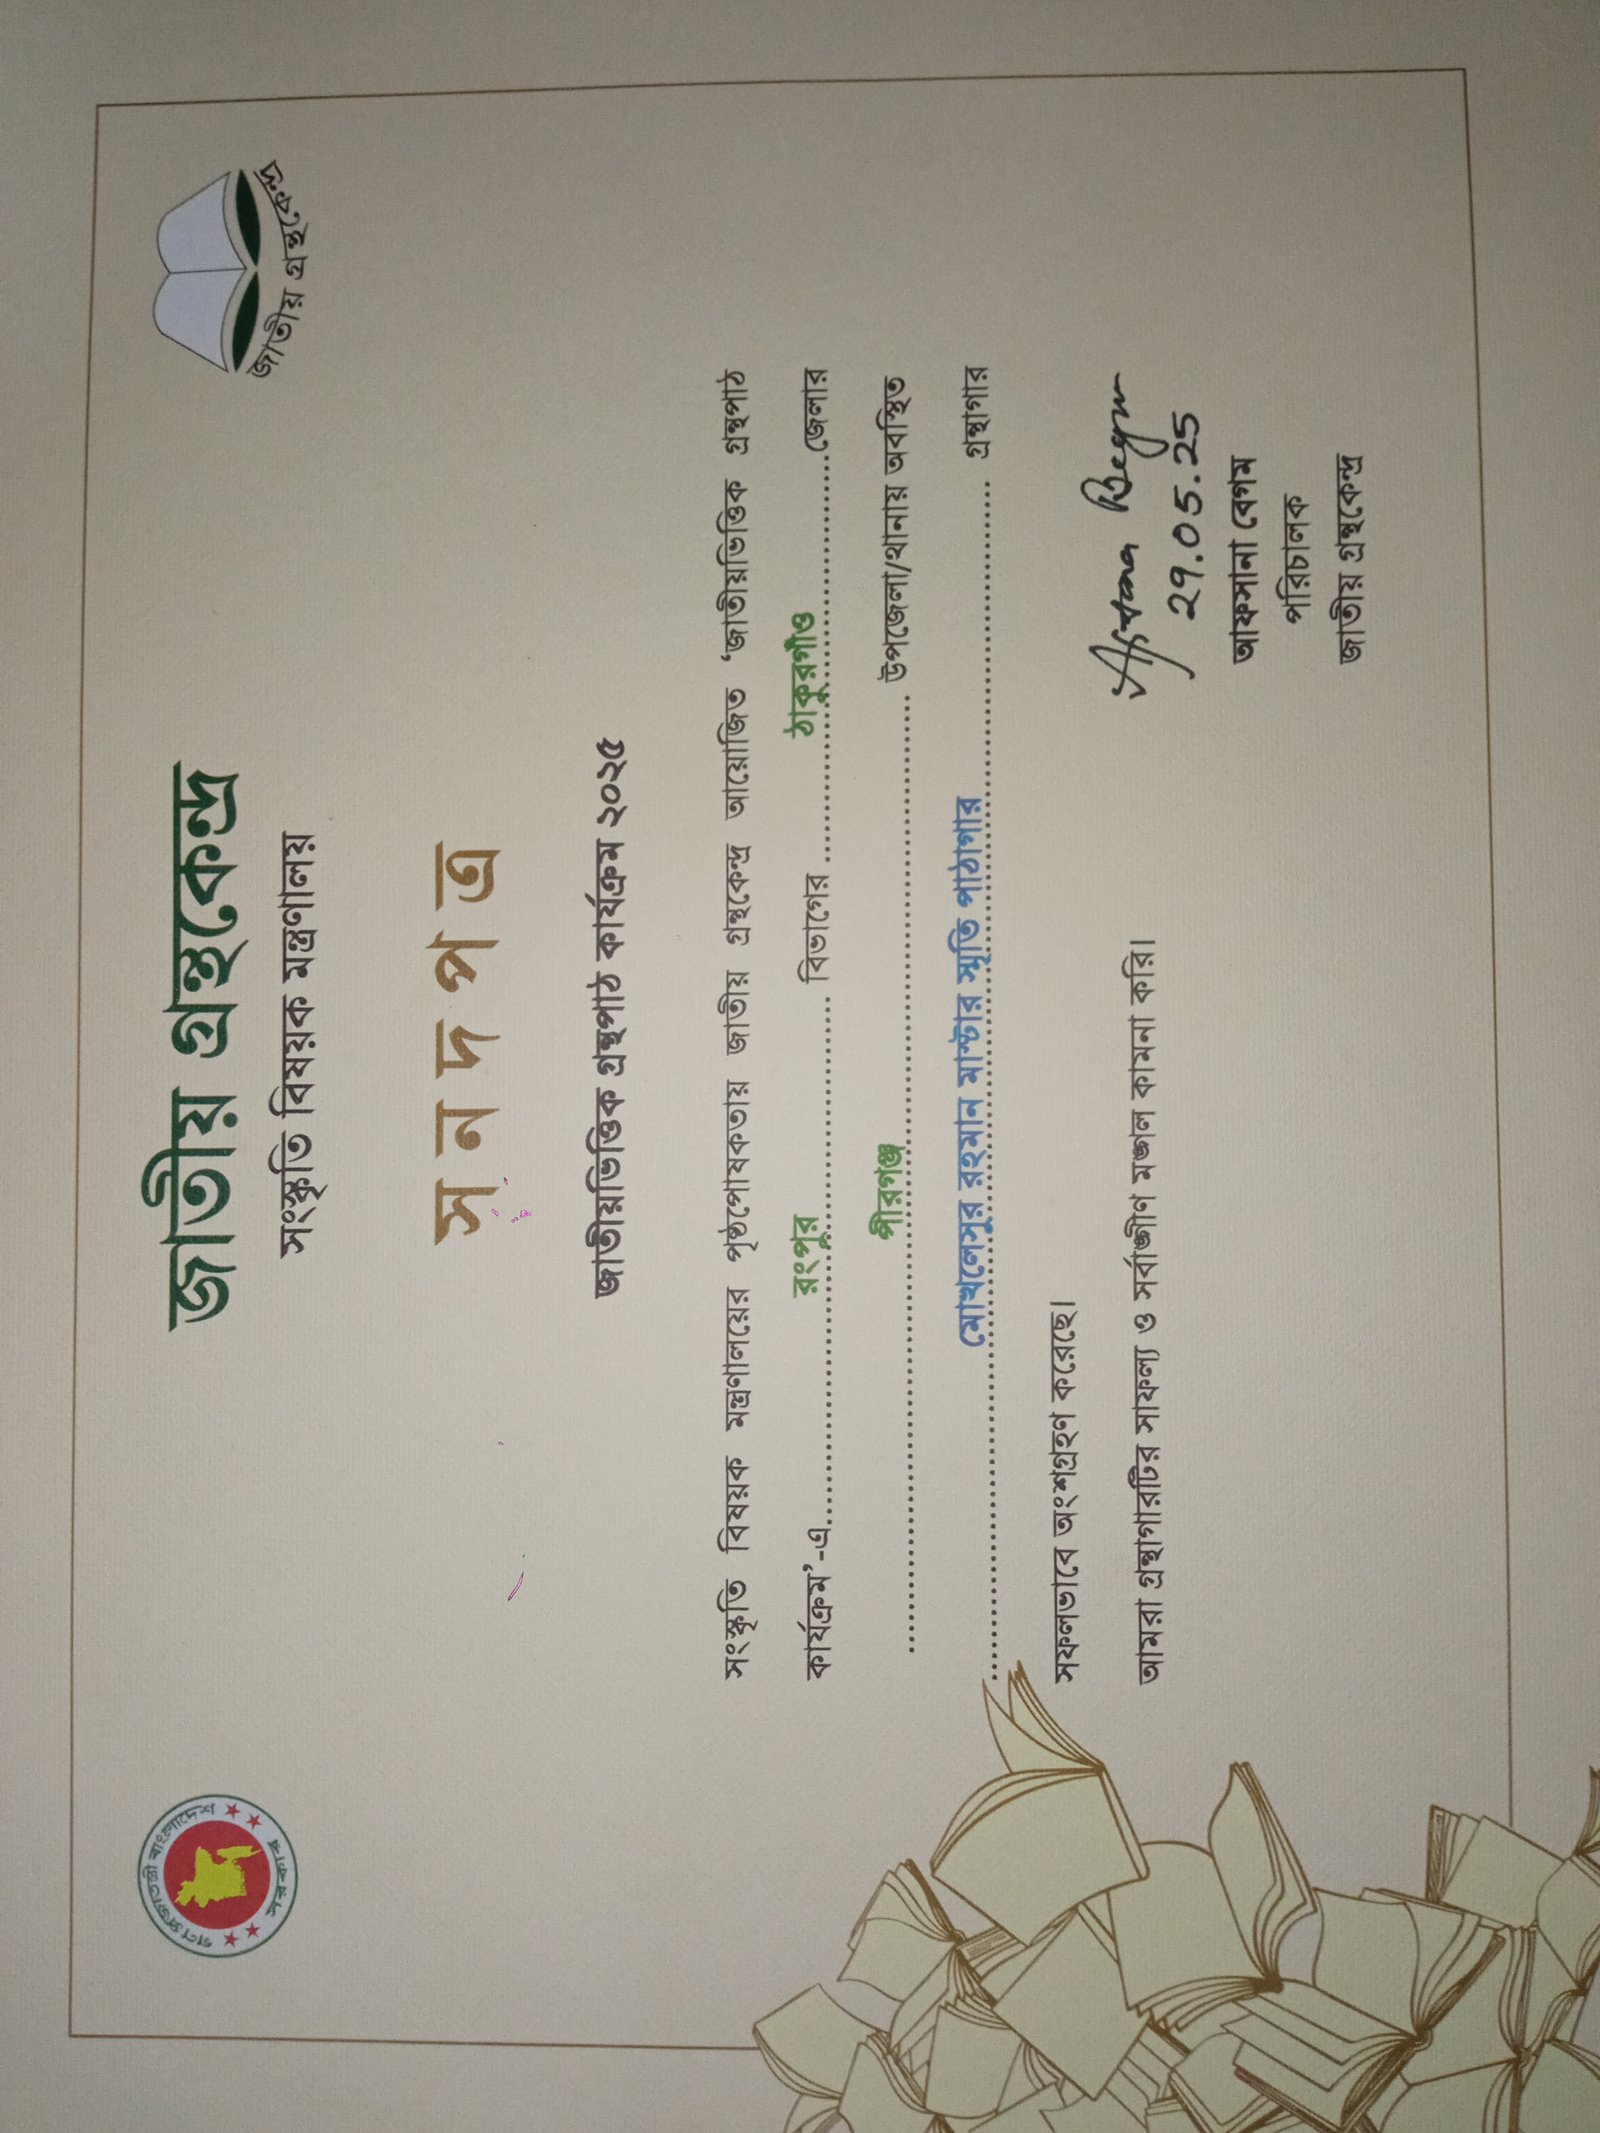 গণপ্রজাতন্ত্রী বাংলাদেশ
সরকার
জাতীয় গ্রন্থকেন্দ্র
সংস্কৃতি বিষয়ক মন্ত্রণালয়
জাতীয় গ্রন্থকেন্দ্র
সনদপত্র
জাতীয়ভিত্তিক গ্রন্থপাঠ কার্যক্রম ২০২৫
সংস্কৃতি বিষয়ক মন্ত্রণালয়ের পৃষ্ঠপোষকতায় জাতীয় গ্রন্থকেন্দ্র আয়োজিত ‘জাতীয়ভিত্তিক গ্রন্থপাঠ
কার্যক্রম’-এ রংপুর বিভাগের ঠাকুরগাঁও জেলার
পীরগঞ্জ উপজেলা/থানায় অবস্থিত
মোখলেসুর রহমান মাস্টার স্মৃতি পাঠাগার গ্রন্থাগার
সফলভাবে অংশগ্রহণ করেছে।
আমরা গ্রন্থাগারটির সাফল্য ও সর্বাঙ্গীণ মঙ্গল কামনা করি।
Afsana Begum
29.05.25
আফসানা বেগম
পরিচালক
জাতীয় গ্রন্থকেন্দ্র